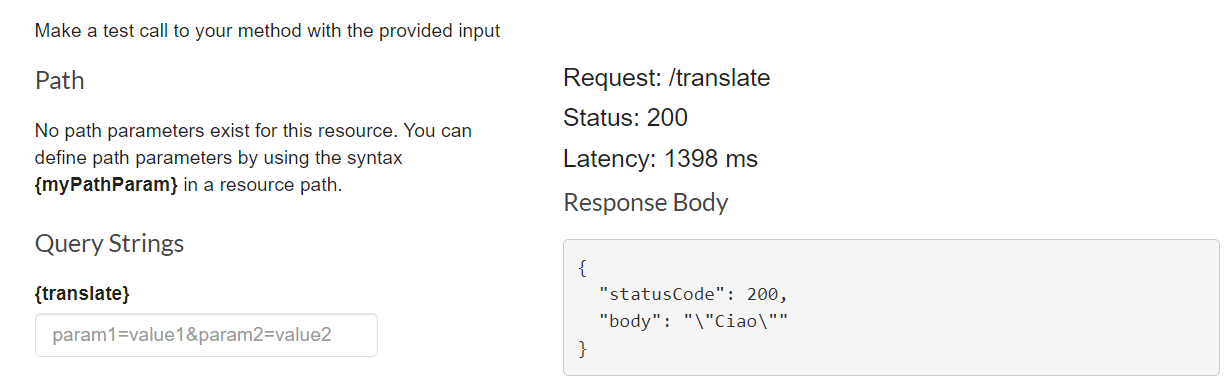 Make a test call to your method with the provided input
Path
No path parameters exist for this resource. You can
define path parameters by using the syntax
{myPathParam} in a resource path.
Query Strings
{translate}
param1=value1&param2=value2
Request: /translate
Status: 200
Latency: 1398 ms
Response Body
{
  "statusCode": 200,
  "body": "\"Ciao\""
}